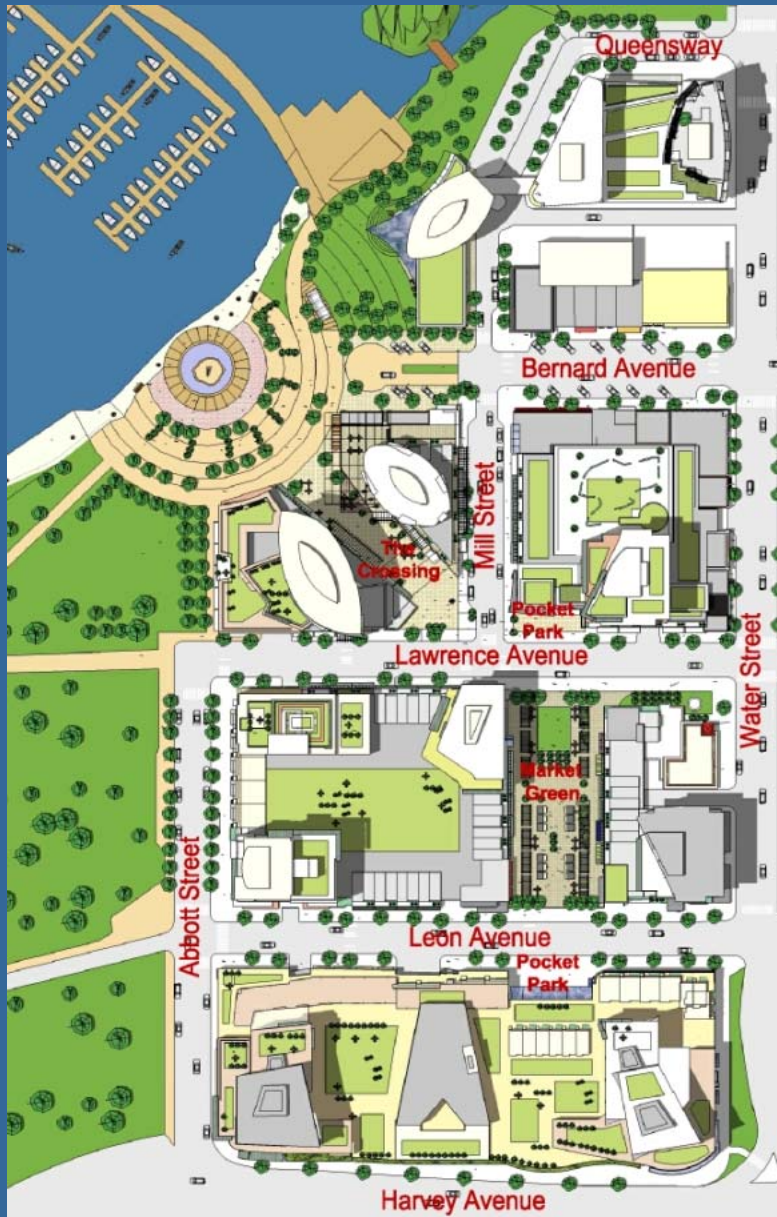 Queensway
Bernard Avenue
Mill Street
The
Crossing
Pocket
Park
Lawrence Avenue
Water Street
Market
Green
Abbott Street
Leon Avenue
Pocket
Park
Harvey Avenue